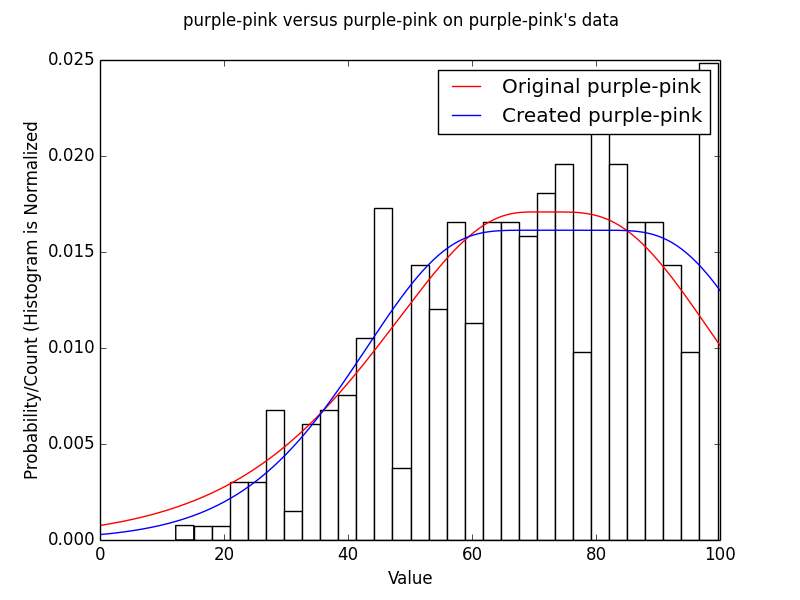 purple-pink versus purple-pink on purple-pink's data
0.025
Original purple-pink
Created purple-pink
0.020
0.015
0.010
0.005
0.000
Probability/Count (Histogram is Normalized
0
20
40
60
80
100
Value